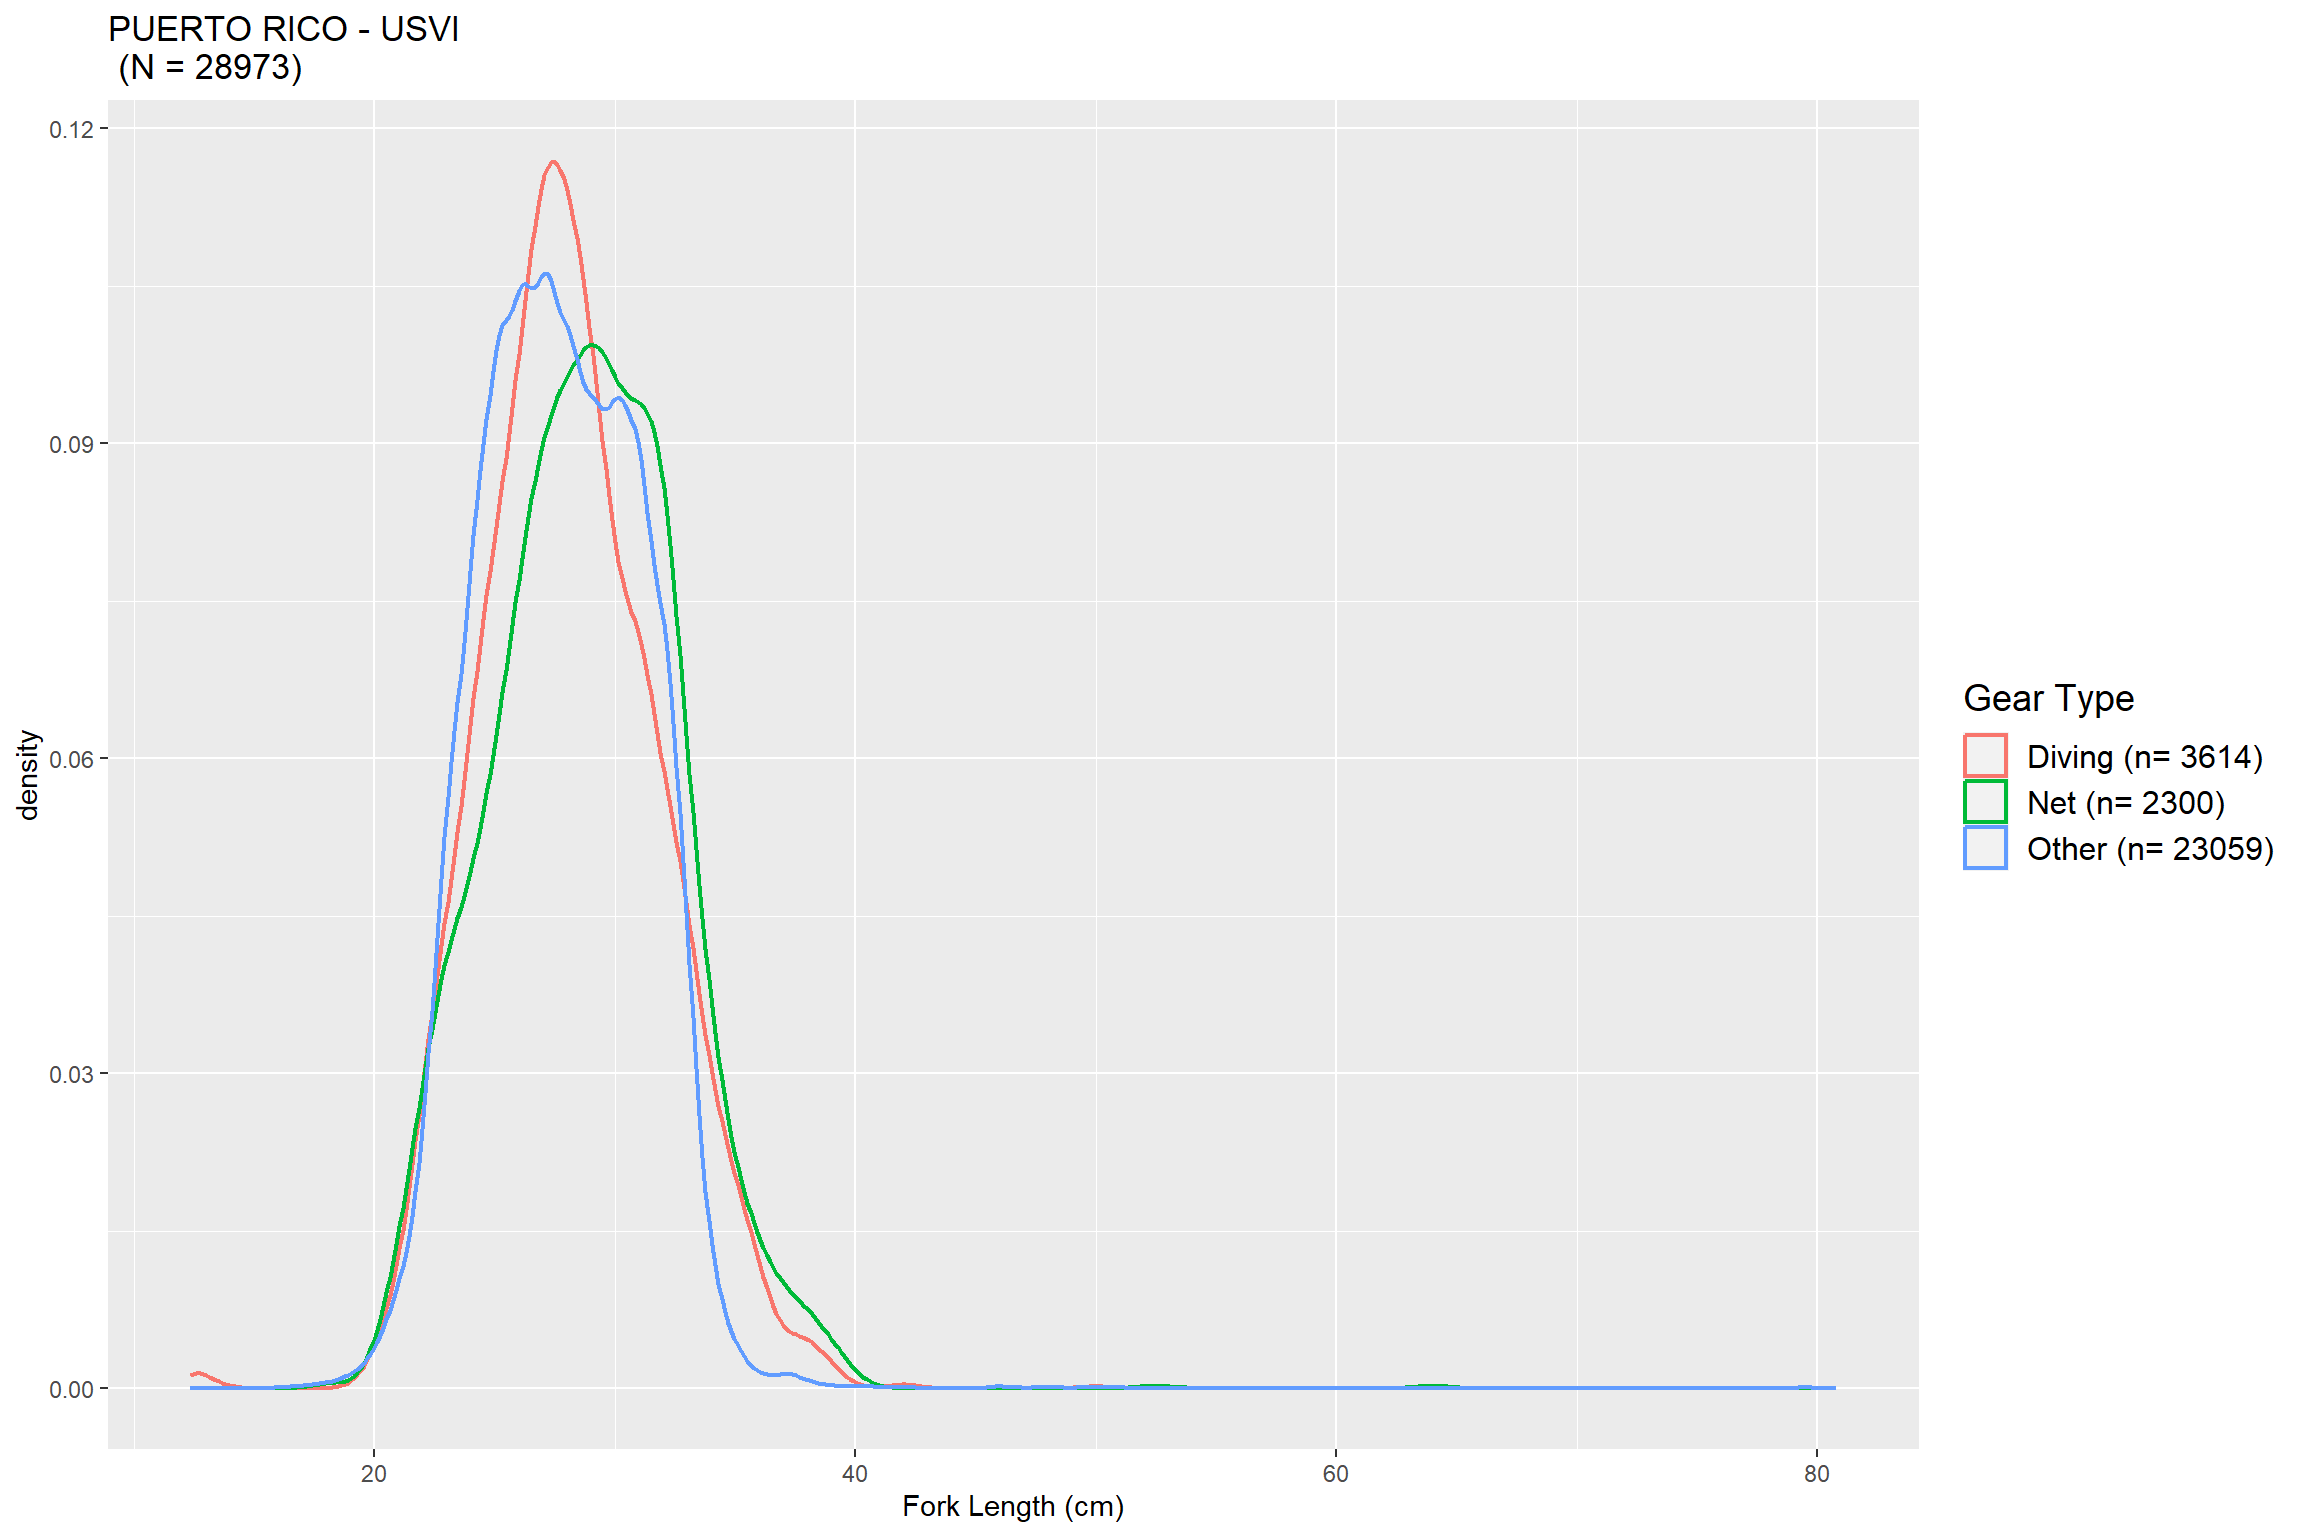 PUERTO RICO - USVI
(N = 28973)
0.12
0.09
0.06
0.03
0.00
density
20 40 60 80
Fork Length (cm)
Gear Type
Diving (n= 3614)
Net (n= 2300)
Other (n= 23059)